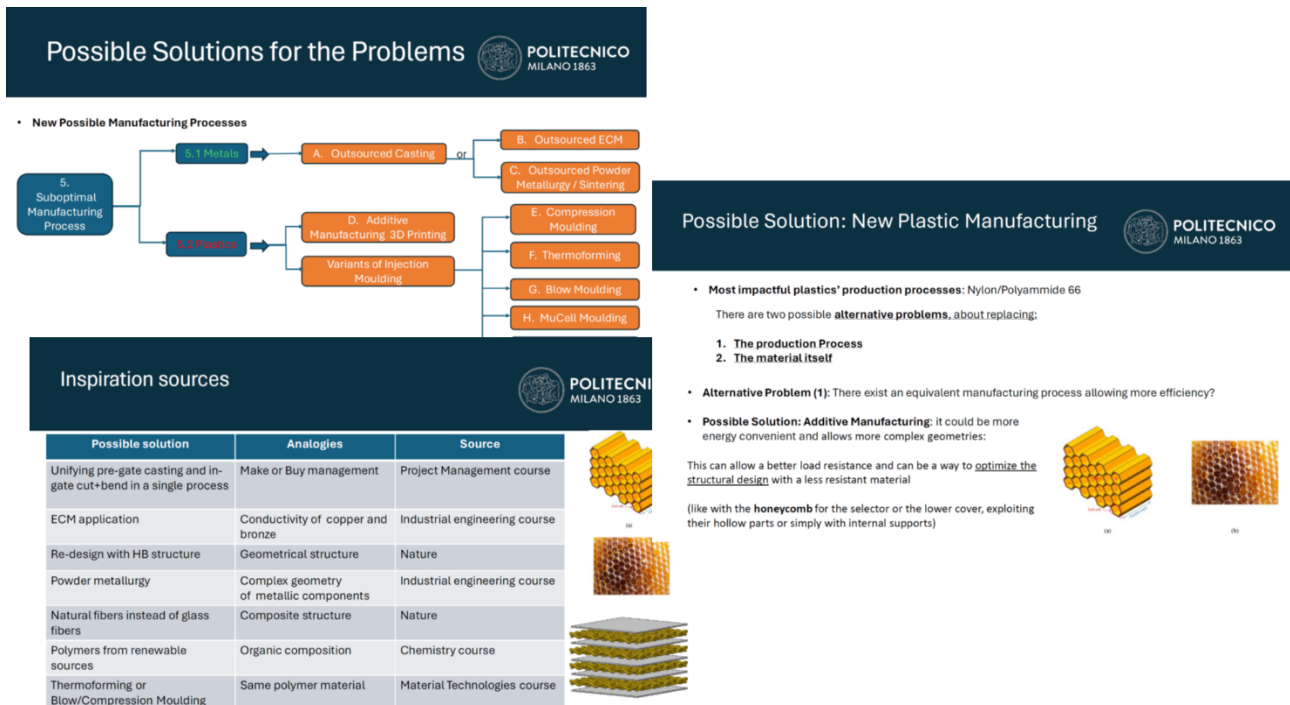 Possible Solutions for the Problems
POLITECNICO
MILANO 1863
• New Possible Manufacturing Processes
5.
Suboptimal
Manufacturing
Process
5.1 Metals
A. Outsourced Casting
or
B. Outsourced ECM
C. Outsourced Powder
Metallurgy / Sintering
5.2 Plastics
D. Additive
Manufacturing 3D Printing
Variants of Injection
Moulding
E. Compression
Moulding
F. Thermoforming
G. Blow Moulding
H. MuCell Moulding
Inspiration sources
POLITECNI
MILANO 1863
Possible solution
Analogies
Source
Unifying pre-gate casting and in-
gate cut+bend in a single process
Make or Buy management
Project Management course
ECM application
Conductivity of copper and
bronze
Industrial engineering course
Re-design with HB structure
Geometrical structure
Nature
Powder metallurgy
Complex geometry
of metallic components
Industrial engineering course
Natural fibers instead of glass
fibers
Composite structure
Nature
Polymers from renewable
sources
Organic composition
Chemistry course
Thermoforming or
Blow/Compression Moulding
Same polymer material
Material Technologies course
(a)
Possible Solution: New Plastic Manufacturing
POLITECNICO
MILANO 1863
• Most impactful plastics' production processes: Nylon/Polyammide 66
There are two possible alternative problems, about replacing:
1. The production Process
2. The material itself
• Alternative Problem (1): There exist an equivalent manufacturing process allowing more efficiency?
• Possible Solution: Additive Manufacturing: it could be more
energy convenient and allows more complex geometries:
This can allow a better load resistance and can be a way to optimize the
structural design with a less resistant material
(like with the honeycomb for the selector or the lower cover, exploiting
their hollow parts or simply with internal supports)
(a)
(b)